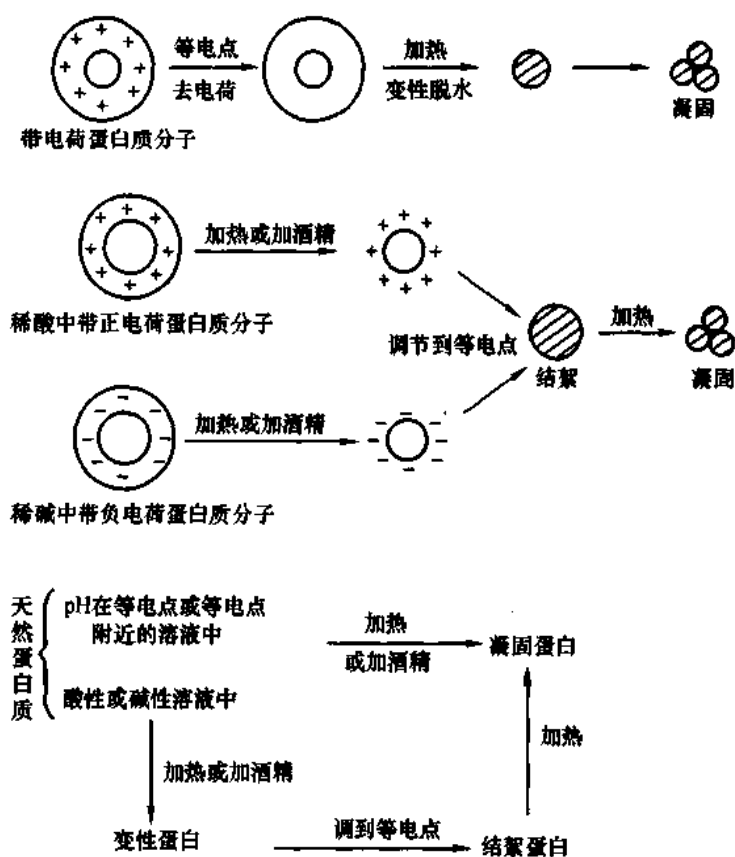 等电点
去电荷
加热
变性脱水
凝固
带电荷蛋白质分子
加热或加酒精
稀酸中带正电荷蛋白质分子
调节到等电点
结絮
加热
凝固
加热或加酒精
稀碱中带负电荷蛋白质分子
天然蛋白质
pH在等电点或等电点
附近的溶液中
酸性或碱性溶液中
加热
或加酒精
凝固蛋白
加热或加酒精
加热
变性蛋白
调到等电点
结絮蛋白